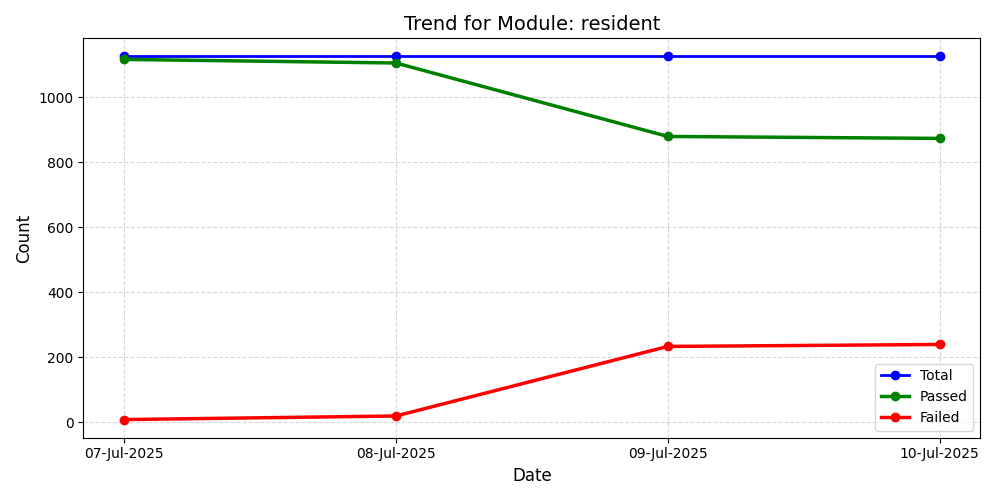 Trend for Module: resident
Count
1000
800
600
400
200
0
Total
Passed
Failed
07-Jul-2025 08-Jul-2025 09-Jul-2025 10-Jul-2025
Date